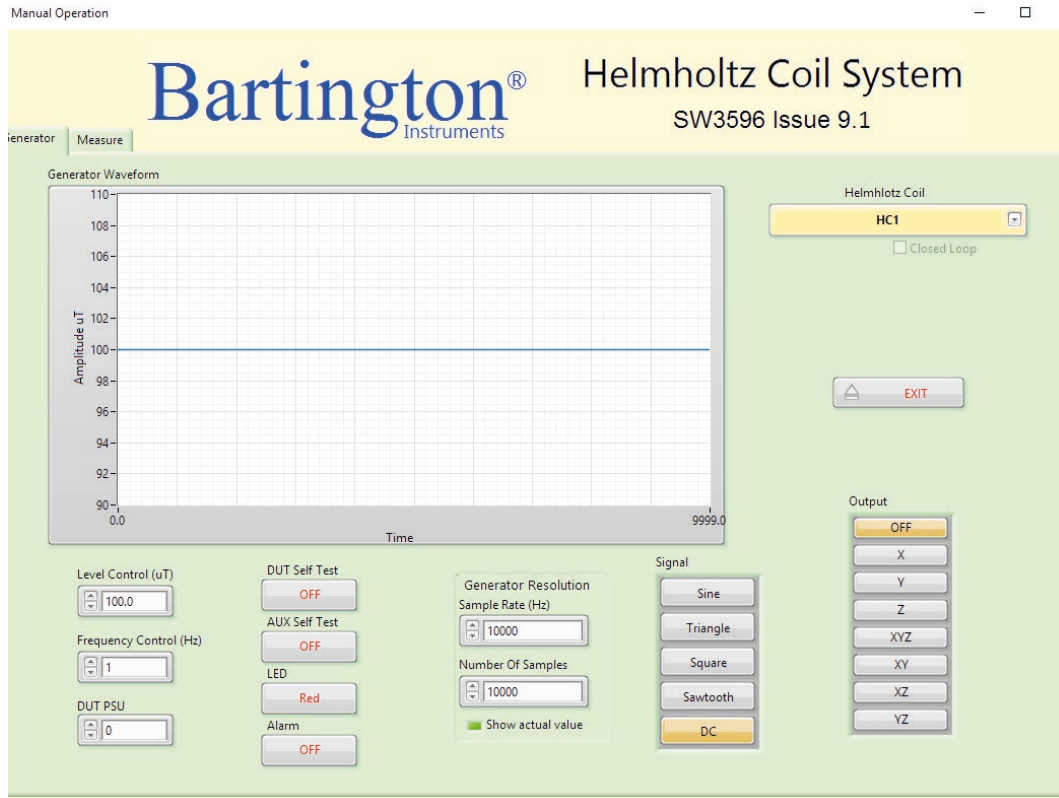 Manual Operation
Bartington®
Instruments
Helmholtz Coil System
SW3596 Issue 9.1
Generator
Measure
Generator Waveform
110
108
106
104
102
100
98
96
94
92
90
Amplitude uT
0.0
9999.0
Time
Helmhlotz Coil
HC1
Closed Loop
EXIT
Level Control (uT)
100.0
Frequency Control (Hz)
1
DUT PSU
0
DUT Self Test
OFF
AUX Self Test
OFF
LED
Red
Alarm
OFF
Generator Resolution
Sample Rate (Hz)
10000
Number Of Samples
10000
Show actual value
Signal
Sine
Triangle
Square
Sawtooth
DC
Output
OFF
X
Y
Z
XYZ
XY
XZ
YZ